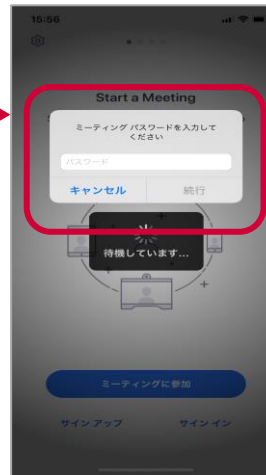 15:56
Start a Meeting
ミーティング パスワードを入力して
ください
パスワード
キャンセル
続行
待機しています...
ミーティングに参加
サイン アップ
サイン イン